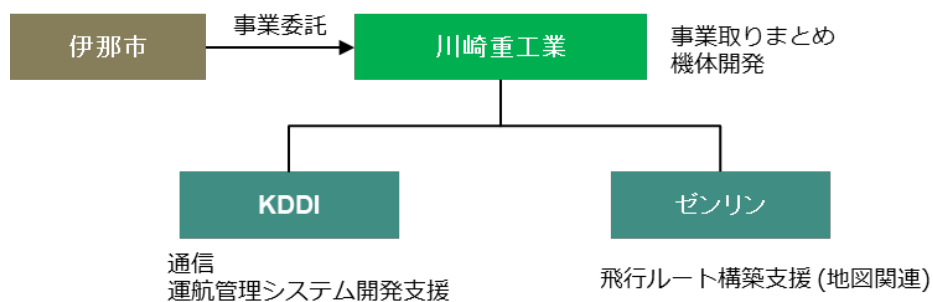 伊那市
事業委託
川崎重工業
事業取りまとめ
機体開発
KDDI
ゼンリン
通信
運航管理システム開発支援
飛行ルート構築支援 (地図関連)